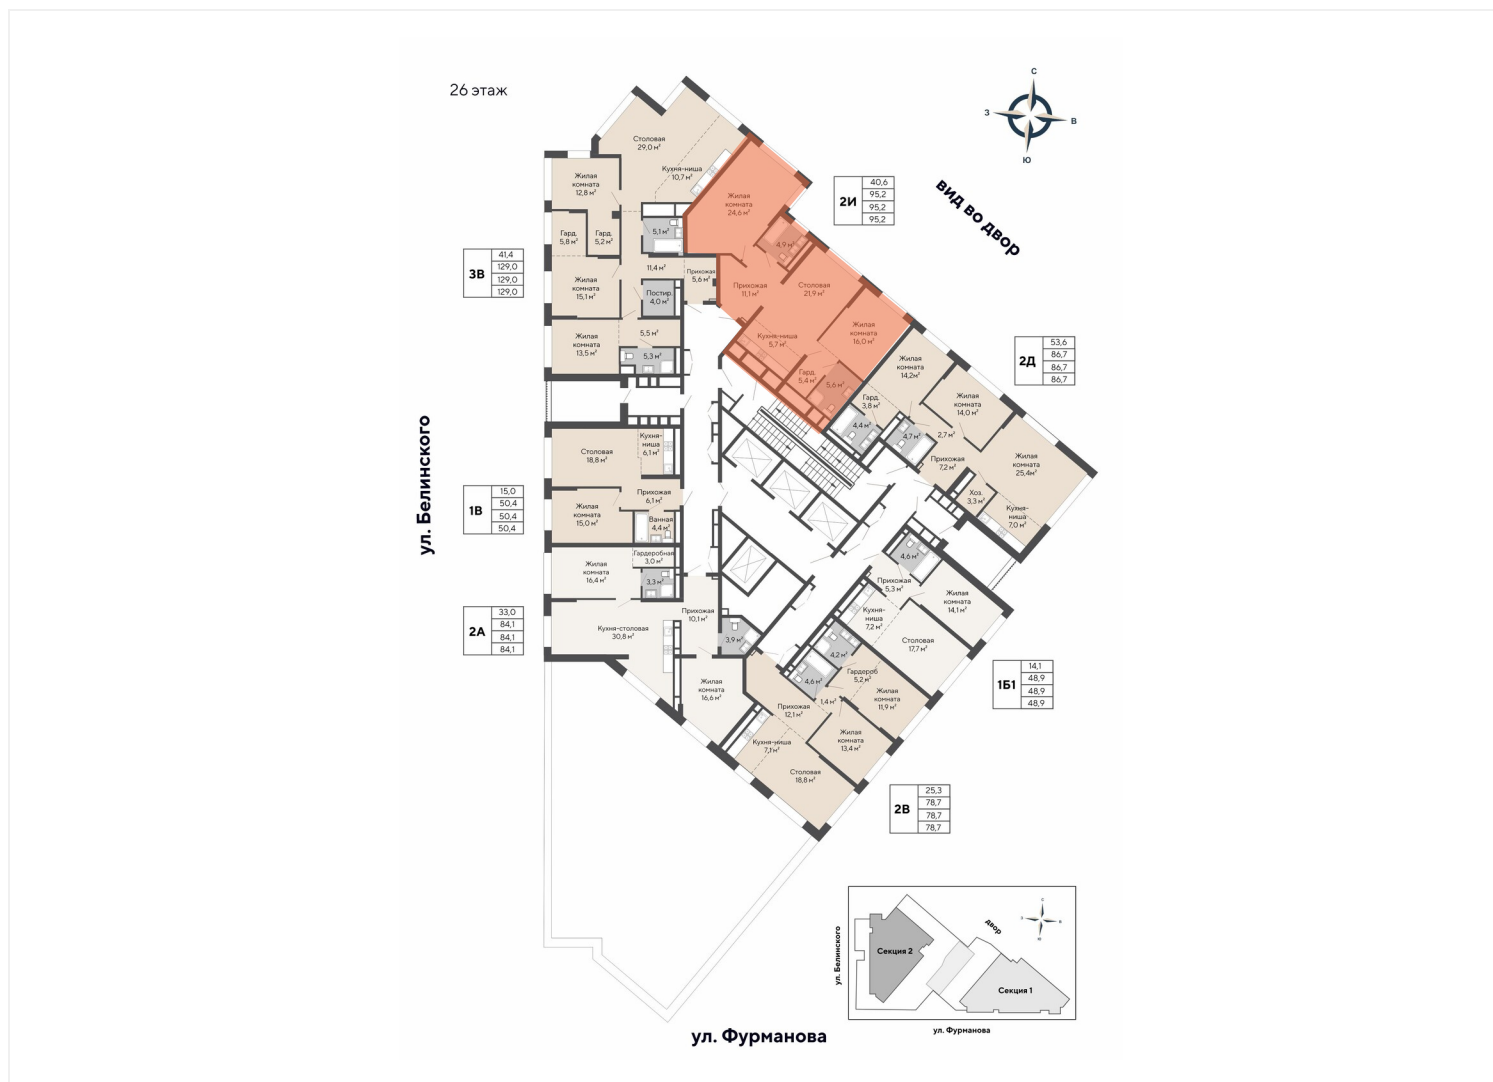 26 этаж
С
З
В
Ю
вид во двор
Столовая
29,0 м²
Кухня-ниша
10,7 м²
Жилая
комната
12,8 м²
Гард.
5,8 м²
Гард.
5,2 м²
5,1 м²
11,4 м²
Прихожая
5,6 м²
Жилая
комната
15,1 м²
Постир.
4,0 м²
5,5 м²
Жилая
комната
13,5 м²
5,3 м²
3В
41,4
129,0
129,0
129,0
Жилая
комната
24,6 м²
4,9 м²
Прихожая
11,1 м²
Столовая
21,9 м²
Кухня-ниша
5,7 м²
Жилая
комната
16,0 м²
Гард.
5,4 м²
5,6 м²
2И
40,6
95,2
95,2
95,2
Жилая
комната
14,2м²
Гард.
3,8 м²
4,4 м²
4,7 м²
2,7 м²
Жилая
комната
14,0 м²
Прихожая
7,2 м²
Жилая
комната
25,4м²
Хоз.
3,3 м²
Кухня-
ниша
7,0 м²
2Д
53,6
86,7
86,7
86,7
ул. Белинского
Столовая
18,8 м²
Кухня-
ниша
6,1 м²
Прихожая
6,1 м²
Жилая
комната
15,0 м²
Ванная
4,4 м²
1В
15,0
50,4
50,4
50,4
Жилая
комната
16,4 м²
Гардеробная
3,0 м²
3,3 м²
Кухня-столовая
30,8 м²
Прихожая
10,1 м²
3,9 м²
Жилая
комната
16,6 м²
2А
33,0
84,1
84,1
84,1
4,6 м²
Прихожая
5,3 м²
Жилая
комната
14,1 м²
Кухня-
ниша
7,2 м²
Столовая
17,7 м²
1Б1
14,1
48,9
48,9
48,9
4,2 м²
4,6 м²
Гардероб
5,2 м²
1,4 м²
Жилая
комната
11,9 м²
Прихожая
12,1 м²
Жилая
комната
13,4 м²
Кухня-ниша
7,1 м²
Столовая
18,8 м²
2В
25,3
78,7
78,7
78,7
ул. Фурманова
ул. Белинского
Секция 2
двор
С
З
В
Ю
Секция 1
ул. Фурманова